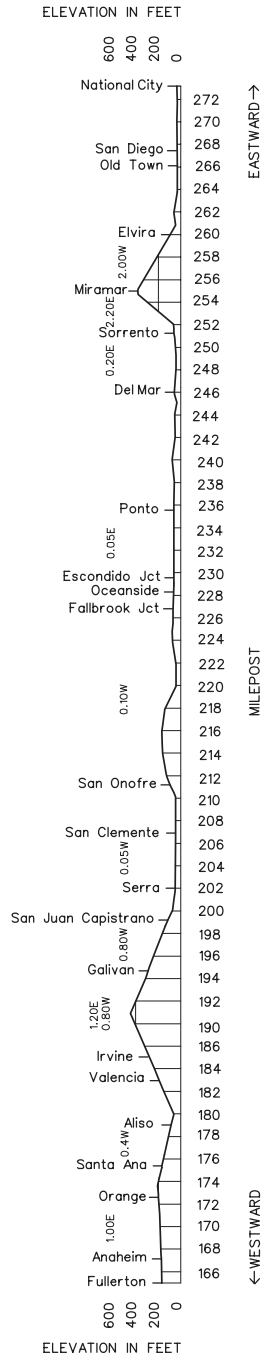 ELEVATION IN FEET
600 400 200 0
National City
272
EASTWARD→
270
San Diego
268
Old Town
266
264
262
Elvira
260
2.00W
258
256
Miramar
254
2.20E
252
Sorrento
250
0.20E
248
Del Mar
246
244
242
240
238
Ponto
236
234
0.05E
232
Escondido Jct
230
Oceanside
228
Fallbrook Jct
226
224
222
220
MILEPOST
0.10W
218
216
214
San Onofre
212
210
208
San Clemente
206
0.05W
204
Serra
202
200
San Juan Capistrano
198
0.80W
196
Galivan
194
192
1.20E
0.80W
190
186
Irvine
184
Valencia
182
180
Aliso
178
0.4W
176
Santa Ana
174
Orange
172
1.00E
170
168
Anaheim
166
Fullerton
←WESTWARD
600 400 200 0
ELEVATION IN FEET